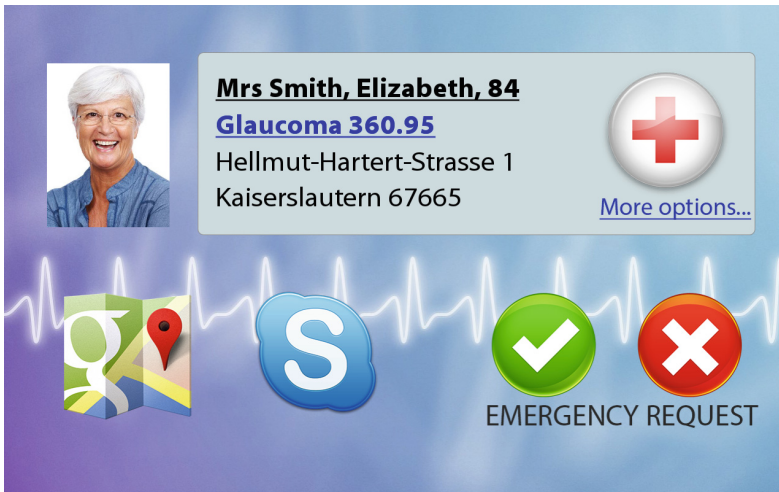 Mrs Smith, Elizabeth, 84
Glaucoma 360.95
Hellmut-Hartert-Strasse 1
Kaiserslautern 67665
More options...
g
S
EMERGENCY REQUEST